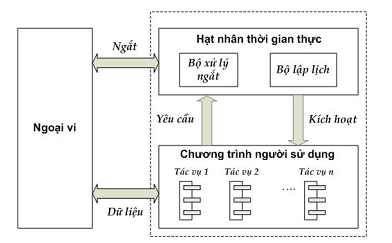 Ngắt
Hạt nhân thời gian thực
Bộ xử lý
ngắt
Bộ lập lịch
Ngoại vi
Yêu cầu
Kích hoạt
Chương trình người sử dụng
Tác vụ 1
Tác vụ 2
....
Tác vụ n
Dữ liệu